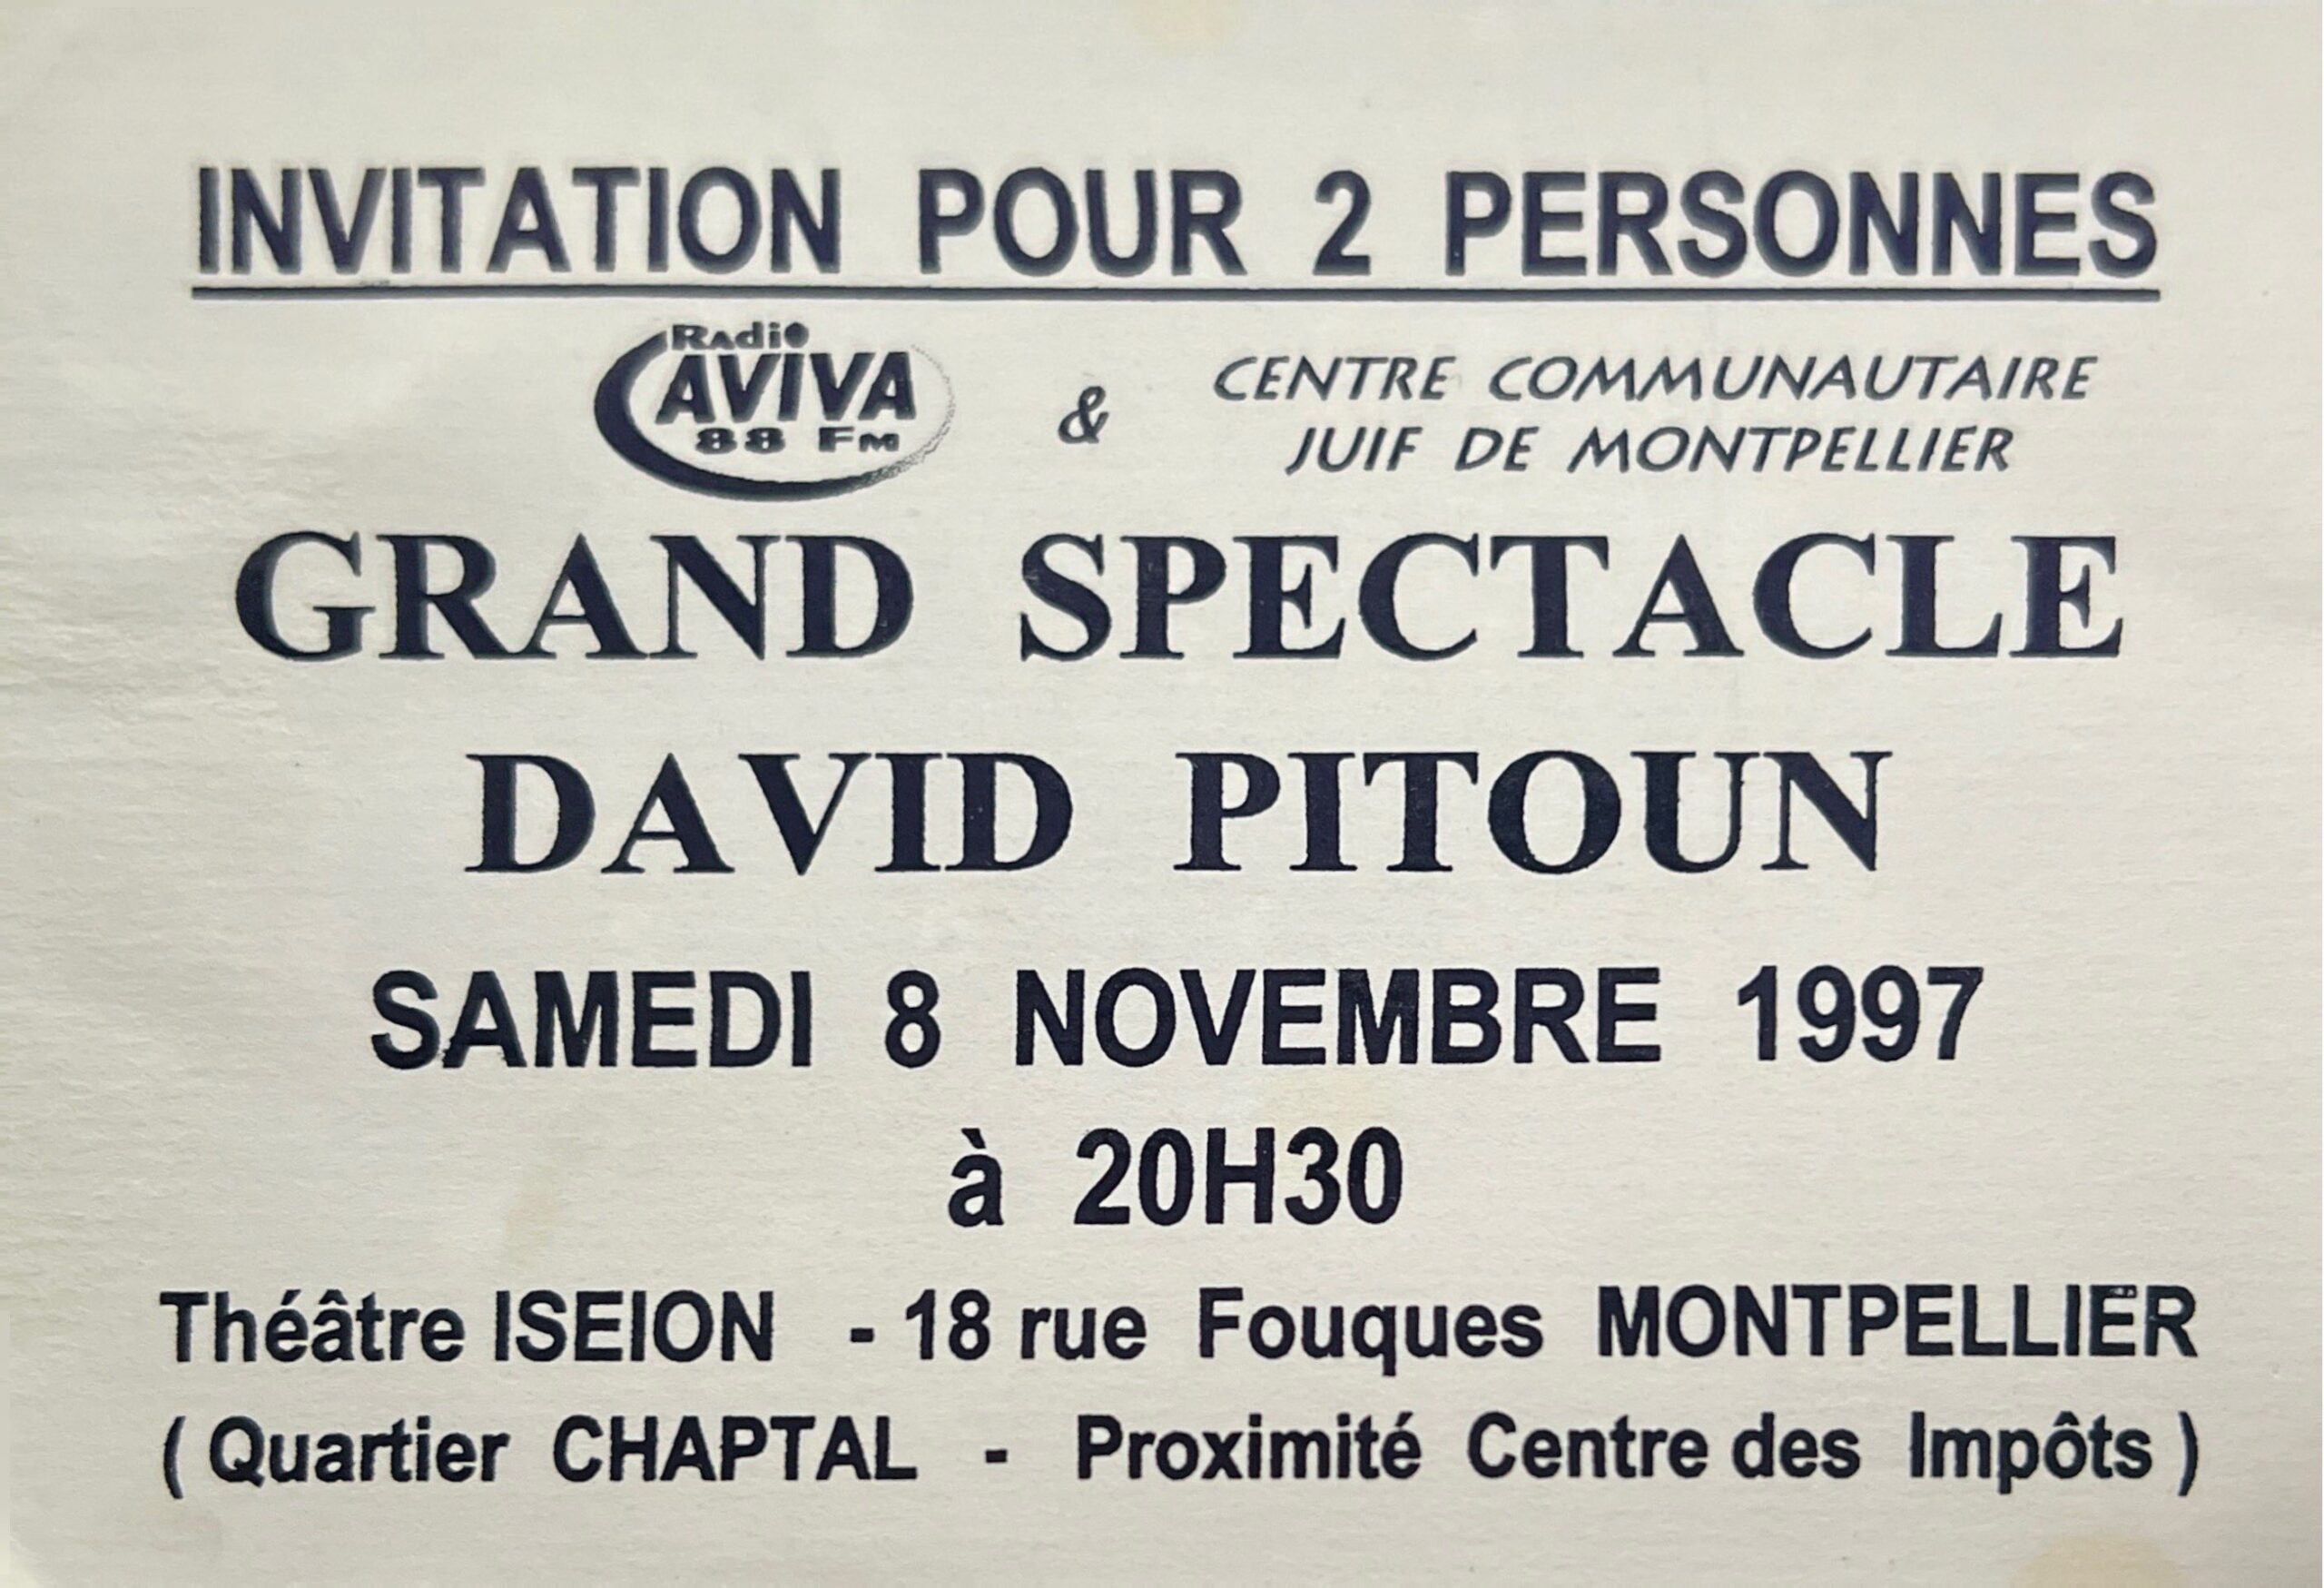 INVITATION POUR 2 PERSONNES
Radio
AVIVA
88 FM
&
CENTRE COMMUNAUTAIRE
JUIF DE MONTPELLIER
GRAND SPECTACLE
DAVID PITOUN
SAMEDI 8 NOVEMBRE 1997
à 20H30
Théâtre ISEION - 18 rue Fouques MONTPELLIER
( Quartier CHAPTAL - Proximité Centre des Impôts )